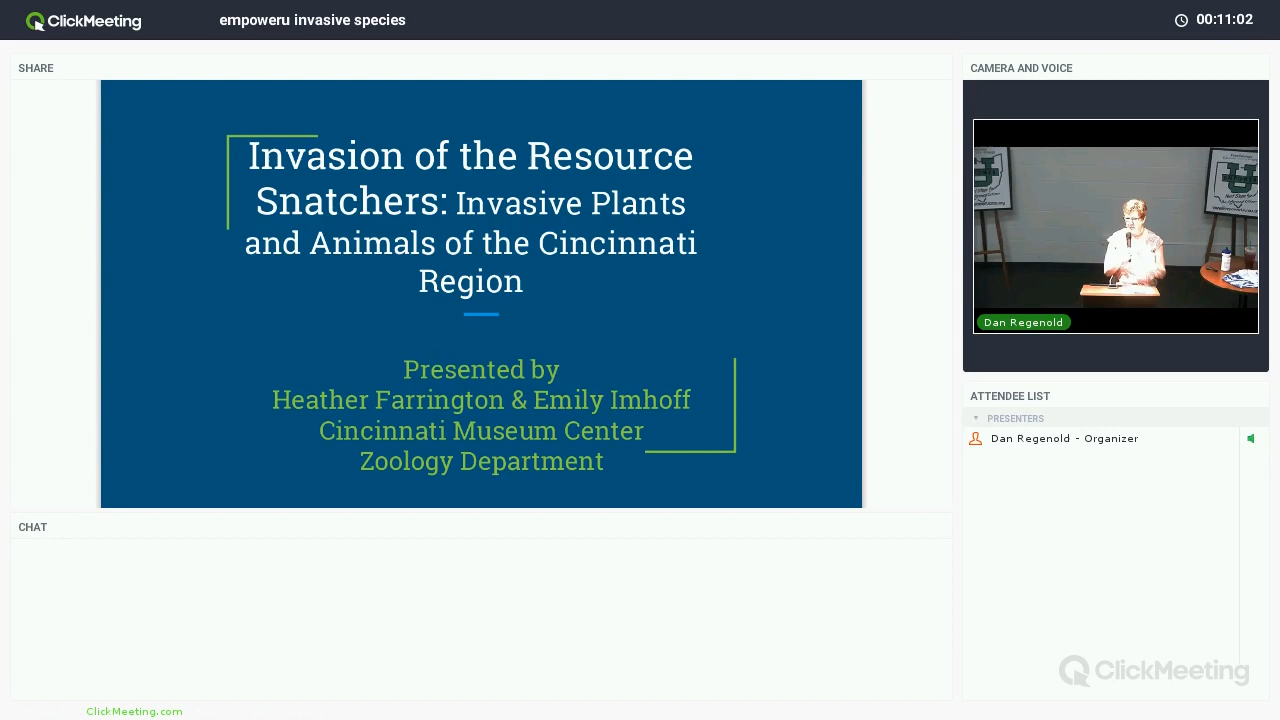 ClickMeeting
empoweru invasive species
00:11:02
SHARE
Invasion of the Resource
Snatchers: Invasive Plants
and Animals of the Cincinnati
Region
Presented by
Heather Farrington & Emily Imhoff
Cincinnati Museum Center
Zoology Department
CAMERA AND VOICE
U
U
Dan Regenold
ATTENDEE LIST
PRESENTERS
Dan Regenold - Organizer
CHAT
ClickMeeting
ClickMeeting.com